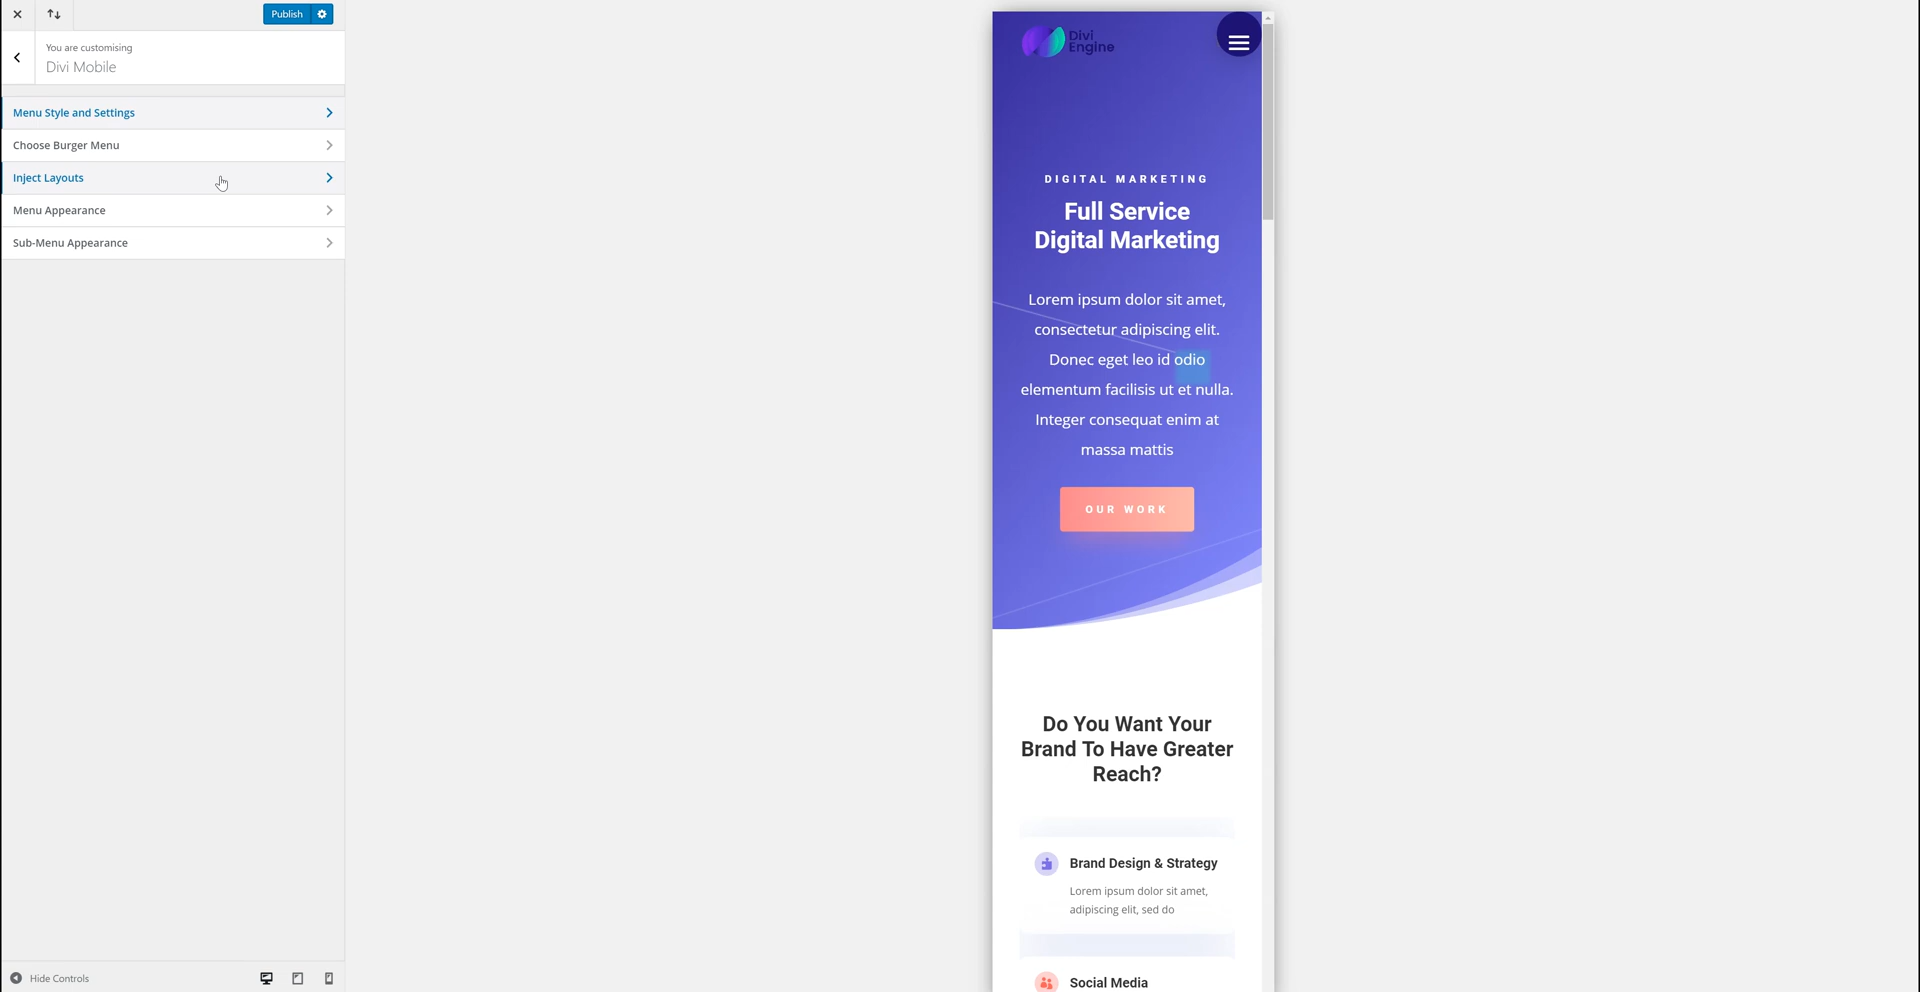 Publish
You are customising
Divi Mobile
Menu Style and Settings
Choose Burger Menu
Inject Layouts
Menu Appearance
Sub-Menu Appearance
Hide Controls
Divi
Engine
DIGITAL MARKETING
Full Service
Digital Marketing
Lorem ipsum dolor sit amet,
consectetur adipiscing elit.
Donec eget leo id odio
elementum facilisis ut et nulla.
Integer consequat enim at
massa mattis
OUR WORK
Do You Want Your
Brand To Have Greater
Reach?
Brand Design & Strategy
Lorem ipsum dolor sit amet,
adipiscing elit, sed do
Social Media